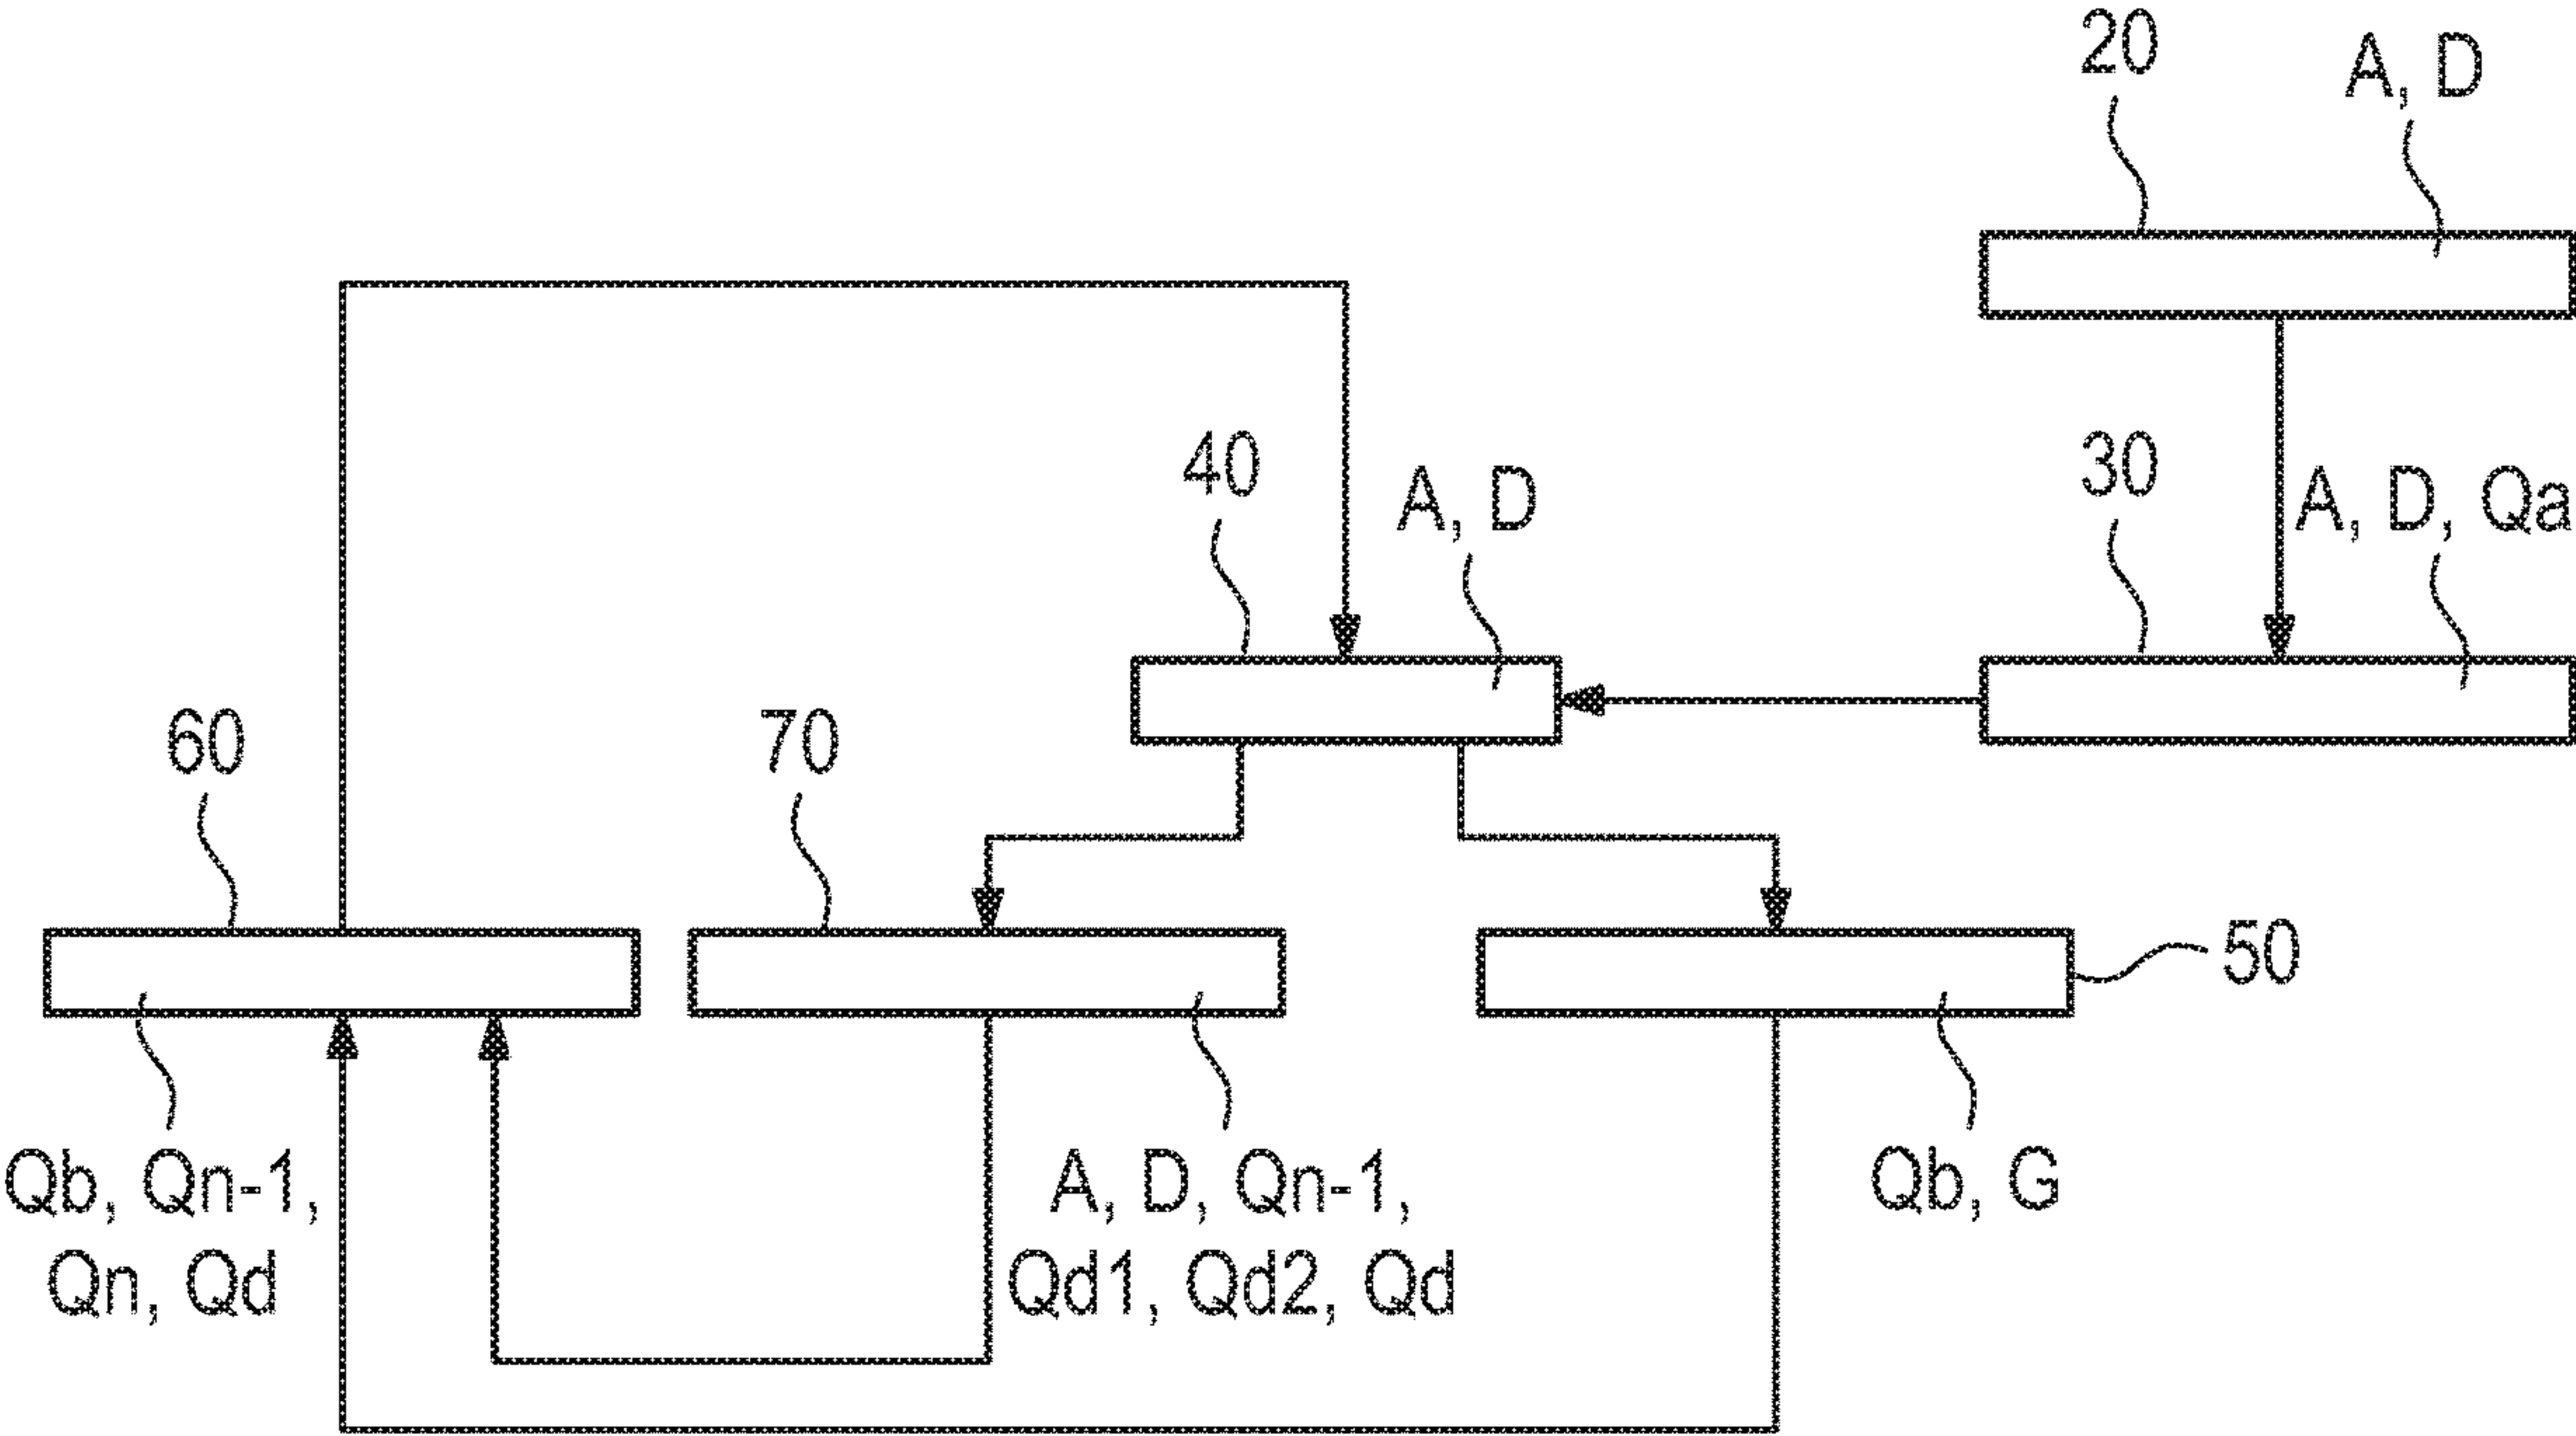 20
A, D
40
A, D
30
A, D, Qa
60
70
50
Qb, Qn-1,
Qn, Qd
A, D, Qn-1,
Qd1, Qd2, Qd
Qb, G